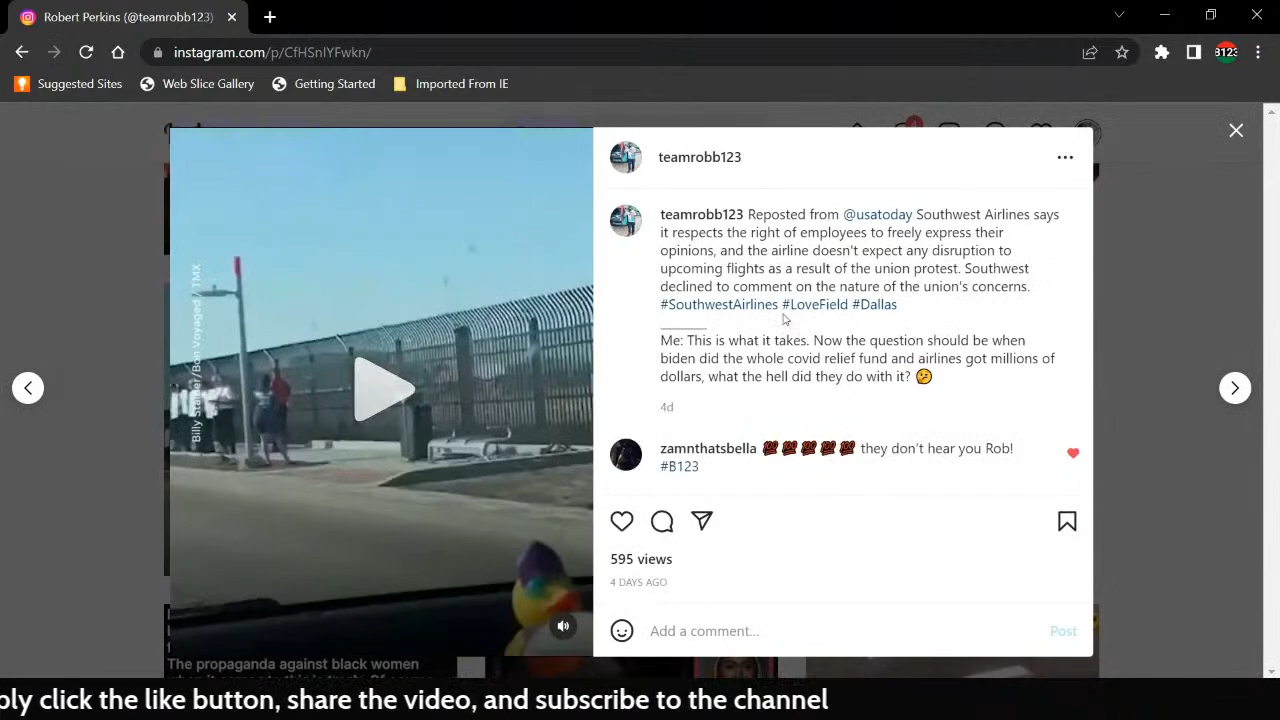 Robert Perkins (@teamrobb123)
instagram.com/p/CfHSnIYFwkn/
B123
Suggested Sites
Web Slice Gallery
Getting Started
Imported From IE
teamrobb123
teamrobb123 Reposted from @usatoday Southwest Airlines says
it respects the right of employees to freely express their
opinions, and the airline doesn't expect any disruption to
upcoming flights as a result of the union protest. Southwest
declined to comment on the nature of the union's concerns.
#SouthwestAirlines #LoveField #Dallas
Me: This is what it takes. Now the question should be when
biden did the whole covid relief fund and airlines got millions of
dollars, what the hell did they do with it? 🤔
4d
zamnthatsbella 💯💯💯💯💯 they don't hear you Rob!
#B123
595 views
4 DAYS AGO
Add a comment...
Post
The propaganda against black women
ply click the like button, share the video, and subscribe to the channel